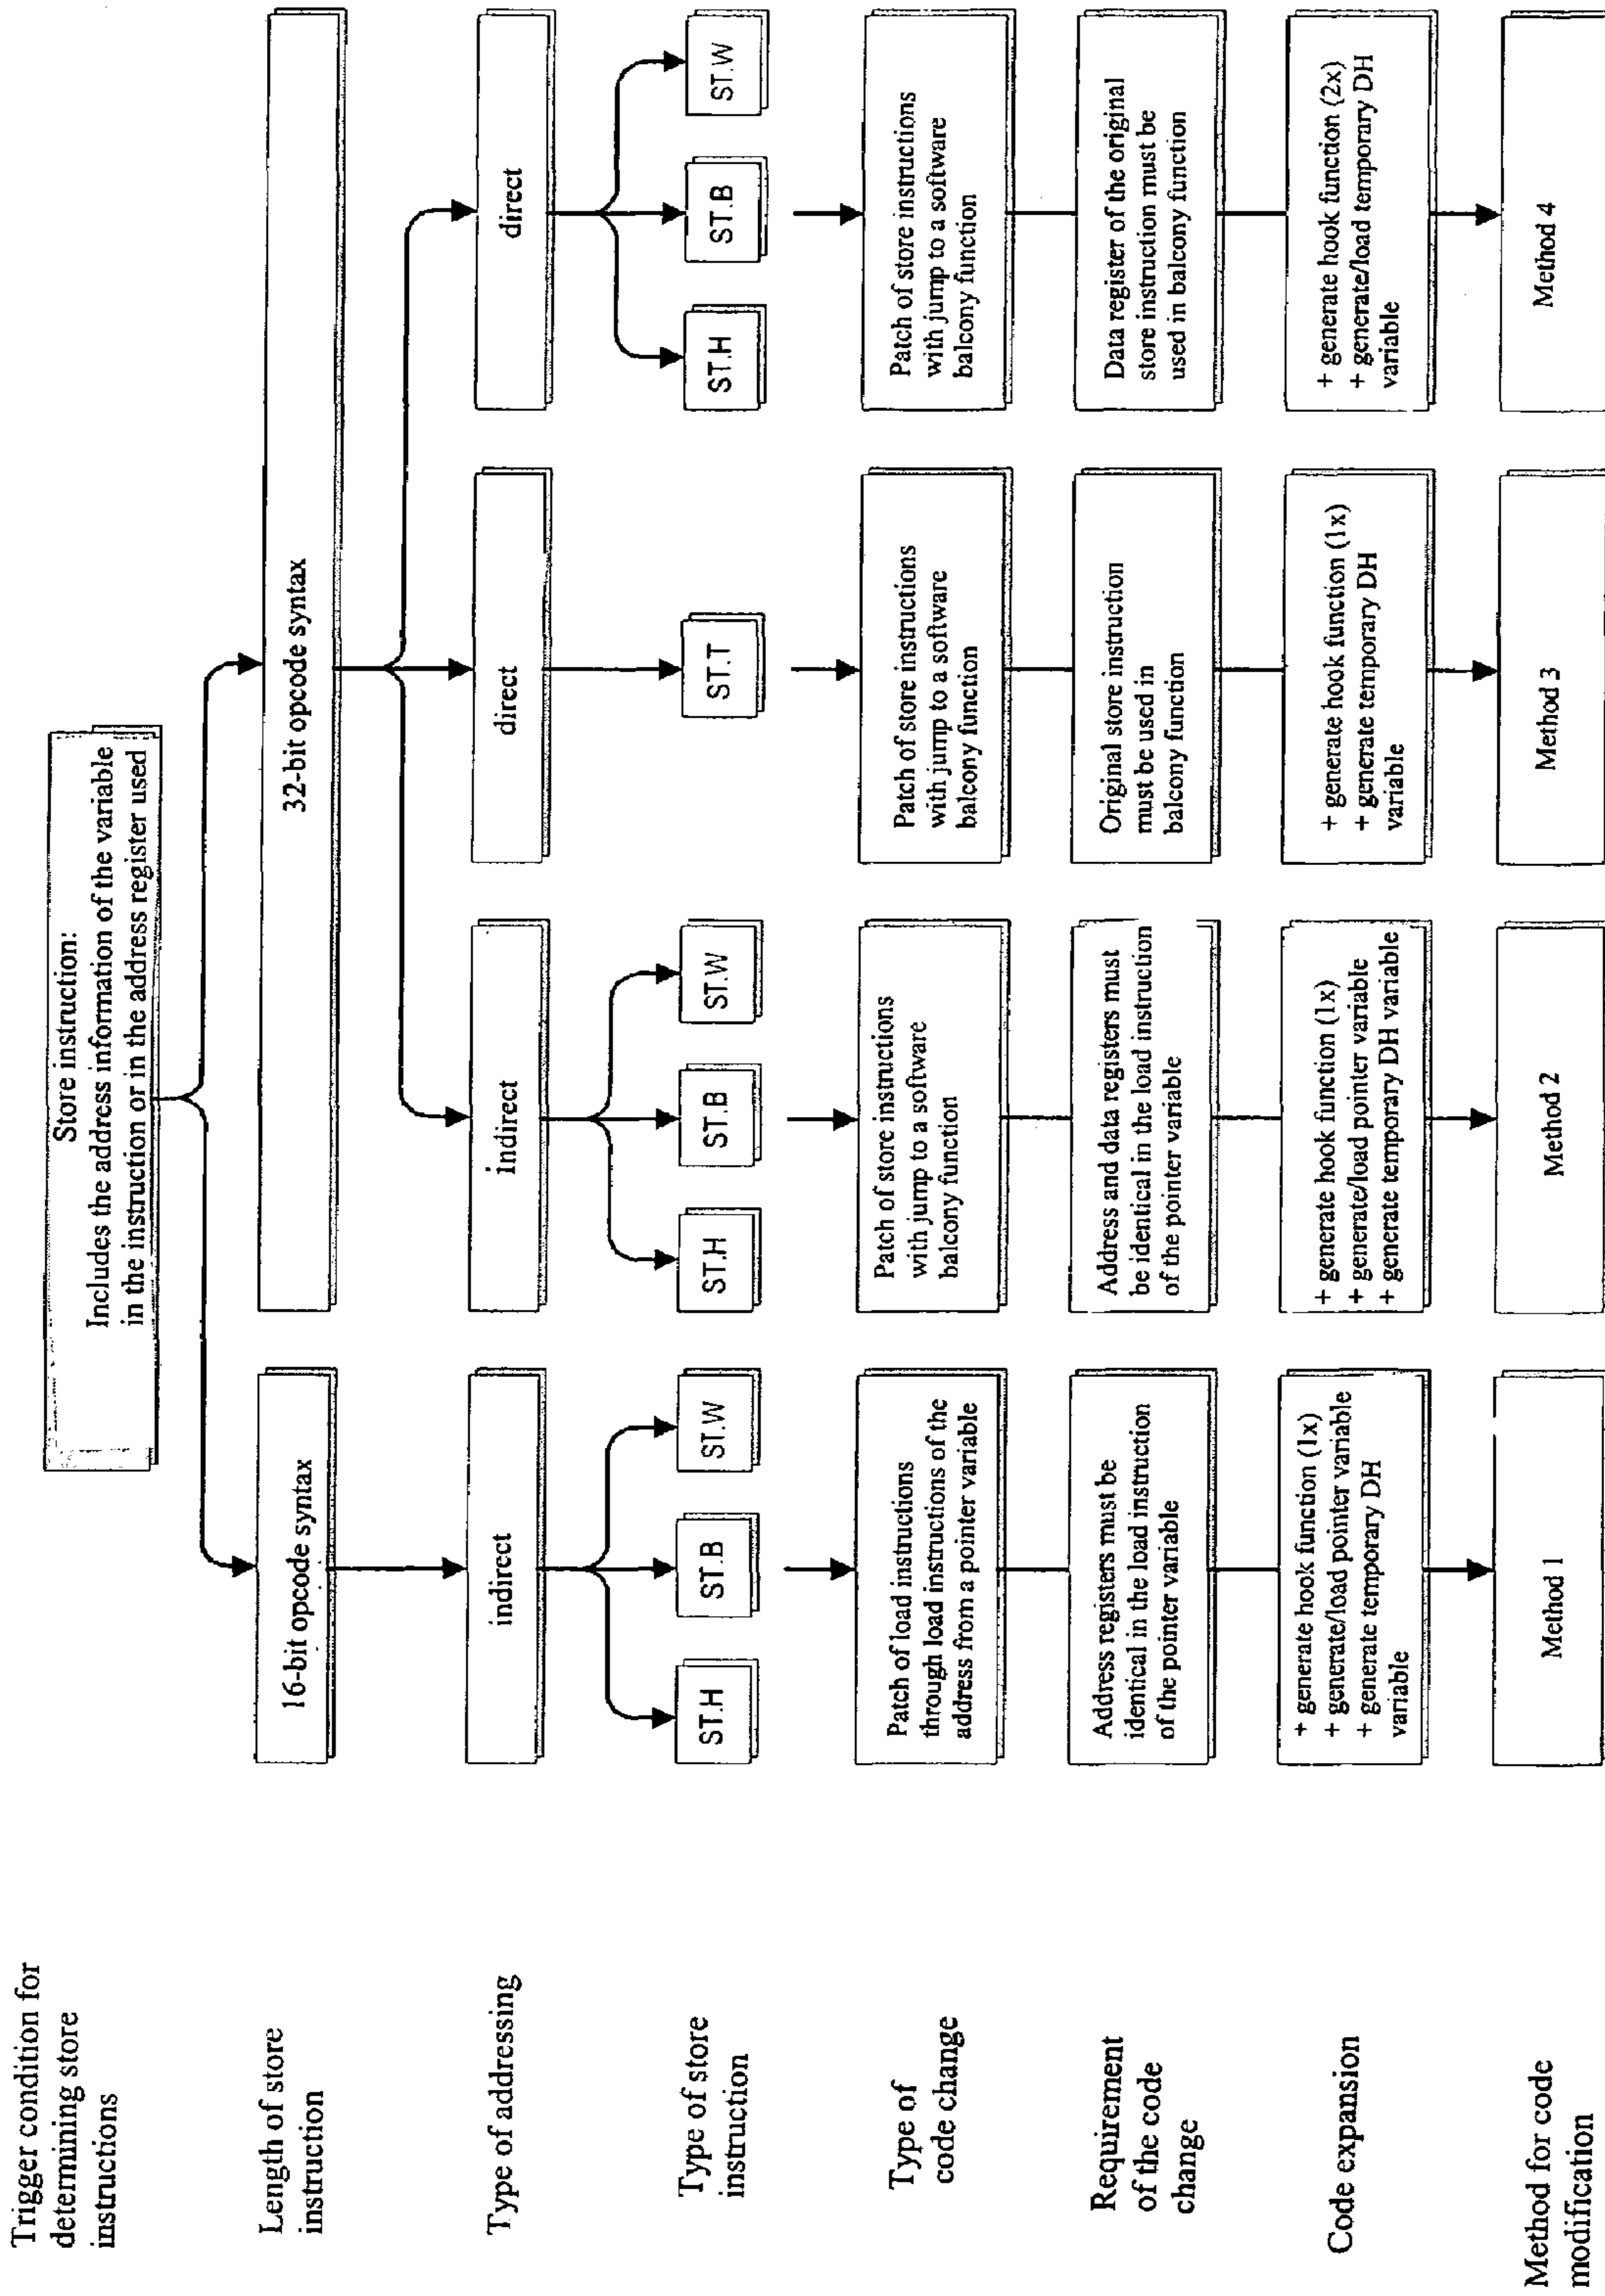 Trigger condition for
determining store
instructions
Store instruction:
Includes the address information of the variable
in the instruction or in the address register used
Length of store
instruction
16-bit opcode syntax
32-bit opcode syntax
Type of addressing
indirect
indirect
direct
direct
Type of store
instruction
ST.H
ST.B
ST.W
ST.H
ST.B
ST.W
ST.T
ST.H
ST.B
ST.W
Type of
code change
Patch of load instructions
through load instructions of the
address from a pointer variable
Patch of store instructions
with jump to a software
balcony function
Patch of store instructions
with jump to a software
balcony function
Patch of store instructions
with jump to a software
balcony function
Requirement
of the code
change
Address registers must be
identical in the load instruction
of the pointer variable
Address and data registers must
be identical in the load instruction
of the pointer variable
Original store instruction
must be used in
balcony function
Data register of the original
store instruction must be
used in balcony function
Code expansion
+ generate hook function (1x)
+ generate/load pointer variable
+ generate temporary DH
variable
+ generate hook function (1x)
+ generate/load pointer variable
+ generate temporary DH variable
+ generate hook function (1x)
+ generate temporary DH
variable
+ generate hook function (2x)
+ generate/load temporary DH
variable
Method for code
modification
Method 1
Method 2
Method 3
Method 4